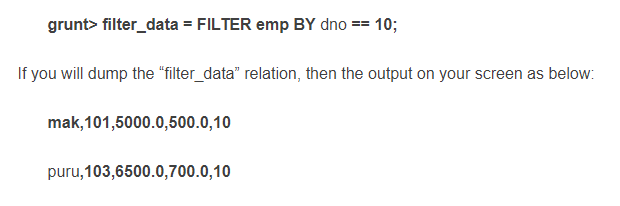 grunt> filter_data = FILTER emp BY dno == 10;
If you will dump the “filter_data” relation, then the output on your screen as below:
mak,101,5000.0,500.0,10
puru,103,6500.0,700.0,10